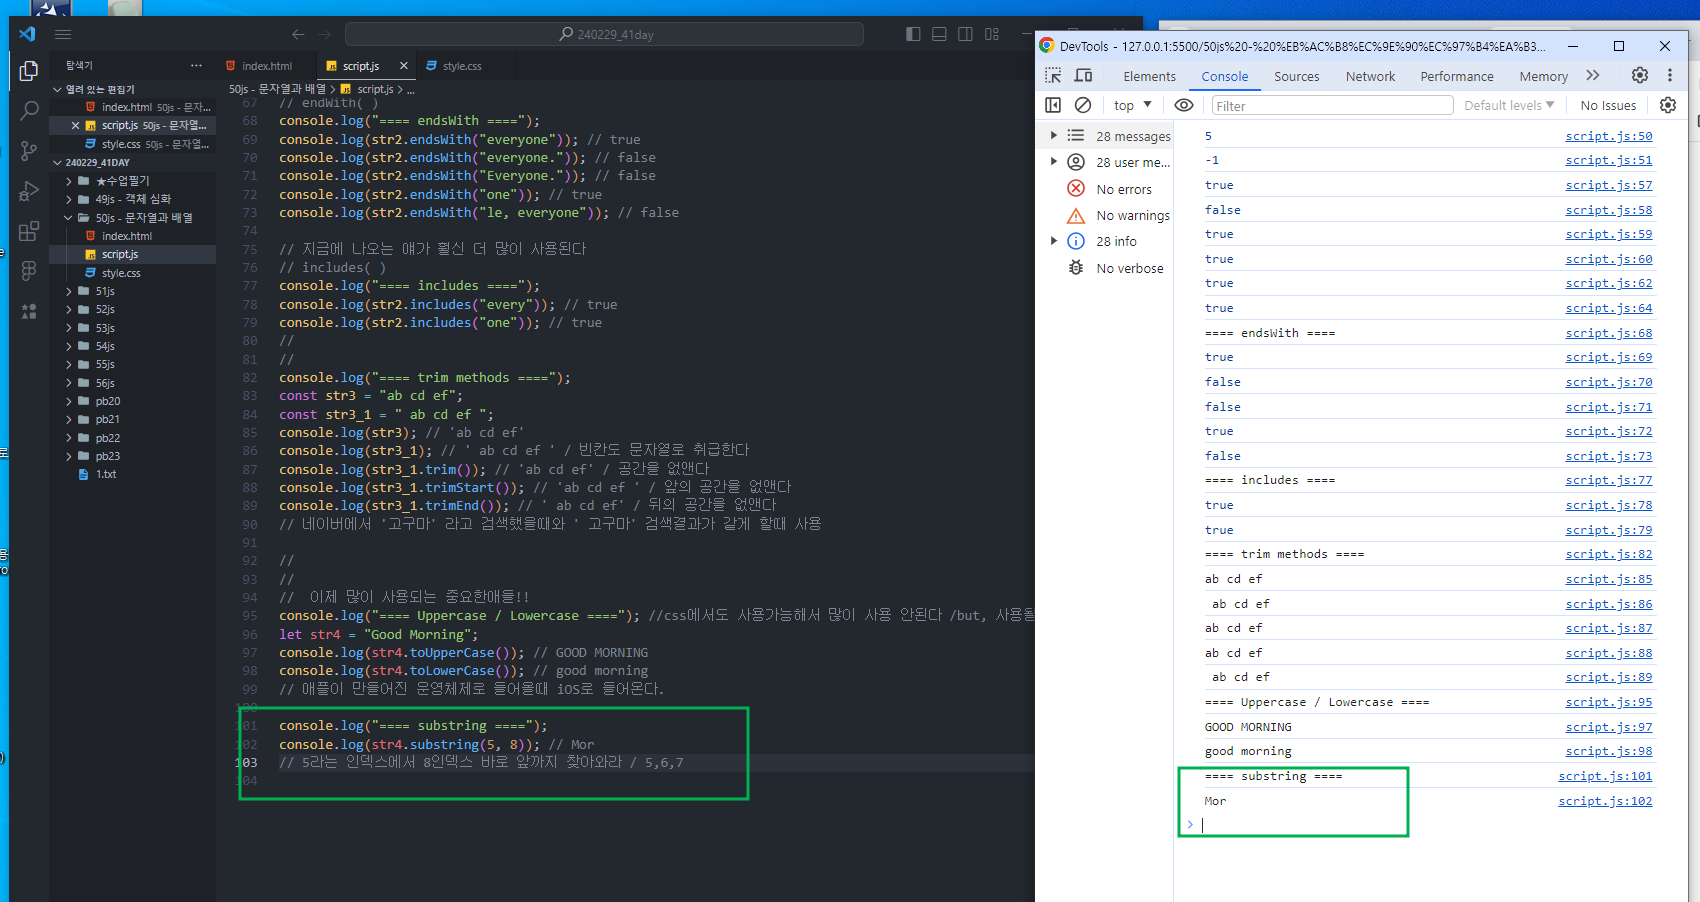 240229_41day
탐색기
index.html
script.js
style.css
열려 있는 편집기
index.html 50js - 문자...
script.js 50js - 문자열...
style.css 50js - 문자열...
240229_41DAY
★수업필기
49js - 객체 심화
50js - 문자열과 배열
index.html
script.js
style.css
51js
52js
53js
54js
55js
56js
pb20
pb21
pb22
pb23
1.txt
50js - 문자열과 배열 > script.js > ...
67 // endWith( )
68 console.log("==== endsWith ====");
69 console.log(str2.endsWith("everyone")); // true
70 console.log(str2.endsWith("everyone.")); // false
71 console.log(str2.endsWith("Everyone.")); // false
72 console.log(str2.endsWith("one")); // true
73 console.log(str2.endsWith("le, everyone")); // false
74
75 // 지금에 나오는 얘가 훨신 더 많이 사용된다
76 // includes( )
77 console.log("==== includes ====");
78 console.log(str2.includes("every")); // true
79 console.log(str2.includes("one")); // true
80 //
81 //
82 console.log("==== trim methods ====");
83 const str3 = "ab cd ef";
84 const str3_1 = " ab cd ef ";
85 console.log(str3); // 'ab cd ef'
86 console.log(str3_1); // ' ab cd ef ' / 빈칸도 문자열로 취급한다
87 console.log(str3_1.trim()); // 'ab cd ef' / 공간을 없앤다
88 console.log(str3_1.trimStart()); // 'ab cd ef ' / 앞의 공간을 없앤다
89 console.log(str3_1.trimEnd()); // ' ab cd ef' / 뒤의 공간을 없앤다
90 // 네이버에서 '고구마' 라고 검색했을때와 ' 고구마' 검색결과가 같게 할때 사용
91
92 //
93 //
94 //  이제 많이 사용되는 중요한애들!!
95 console.log("==== Uppercase / Lowercase ===="); //css에서도 사용가능해서 많이 사용 안된다 /but, 사용될
96 let str4 = "Good Morning";
97 console.log(str4.toUpperCase()); // GOOD MORNING
98 console.log(str4.toLowerCase()); // good morning
99 // 애플이 만들어진 운영체제로 들어올때 iOS로 들어온다.
100
101 console.log("==== substring ====");
102 console.log(str4.substring(5, 8)); // Mor
103 // 5라는 인덱스에서 8인덱스 바로 앞까지 찾아와라 / 5,6,7
104
DevTools - 127.0.0.1:5500/50js%20-%20%EB%AC%B8%EC%9E%90%EC%97%B4%EA%B3...
Elements Console Sources Network Performance Memory
top Filter Default levels No Issues
28 messages
28 user me...
No errors
No warnings
28 info
No verbose
5 script.js:50
-1 script.js:51
true script.js:57
false script.js:58
true script.js:59
true script.js:60
true script.js:62
true script.js:64
==== endsWith ==== script.js:68
true script.js:69
false script.js:70
false script.js:71
true script.js:72
false script.js:73
==== includes ==== script.js:77
true script.js:78
true script.js:79
==== trim methods ==== script.js:82
ab cd ef script.js:85
 ab cd ef script.js:86
ab cd ef script.js:87
ab cd ef script.js:88
 ab cd ef script.js:89
==== Uppercase / Lowercase ==== script.js:95
GOOD MORNING script.js:97
good morning script.js:98
==== substring ==== script.js:101
Mor script.js:102
>